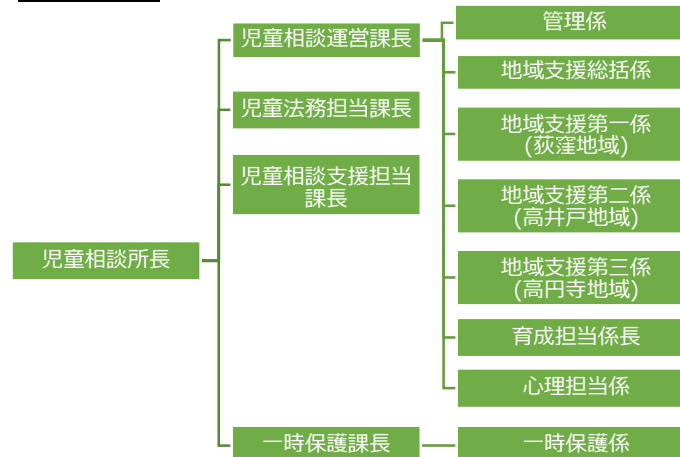 児童相談所長
児童相談運営課長
児童法務担当課長
児童相談支援担当
課長
一時保護課長
管理係
地域支援総括係
地域支援第一係
(荻窪地域)
地域支援第二係
(高井戸地域)
地域支援第三係
(高円寺地域)
育成担当係長
心理担当係
一時保護係